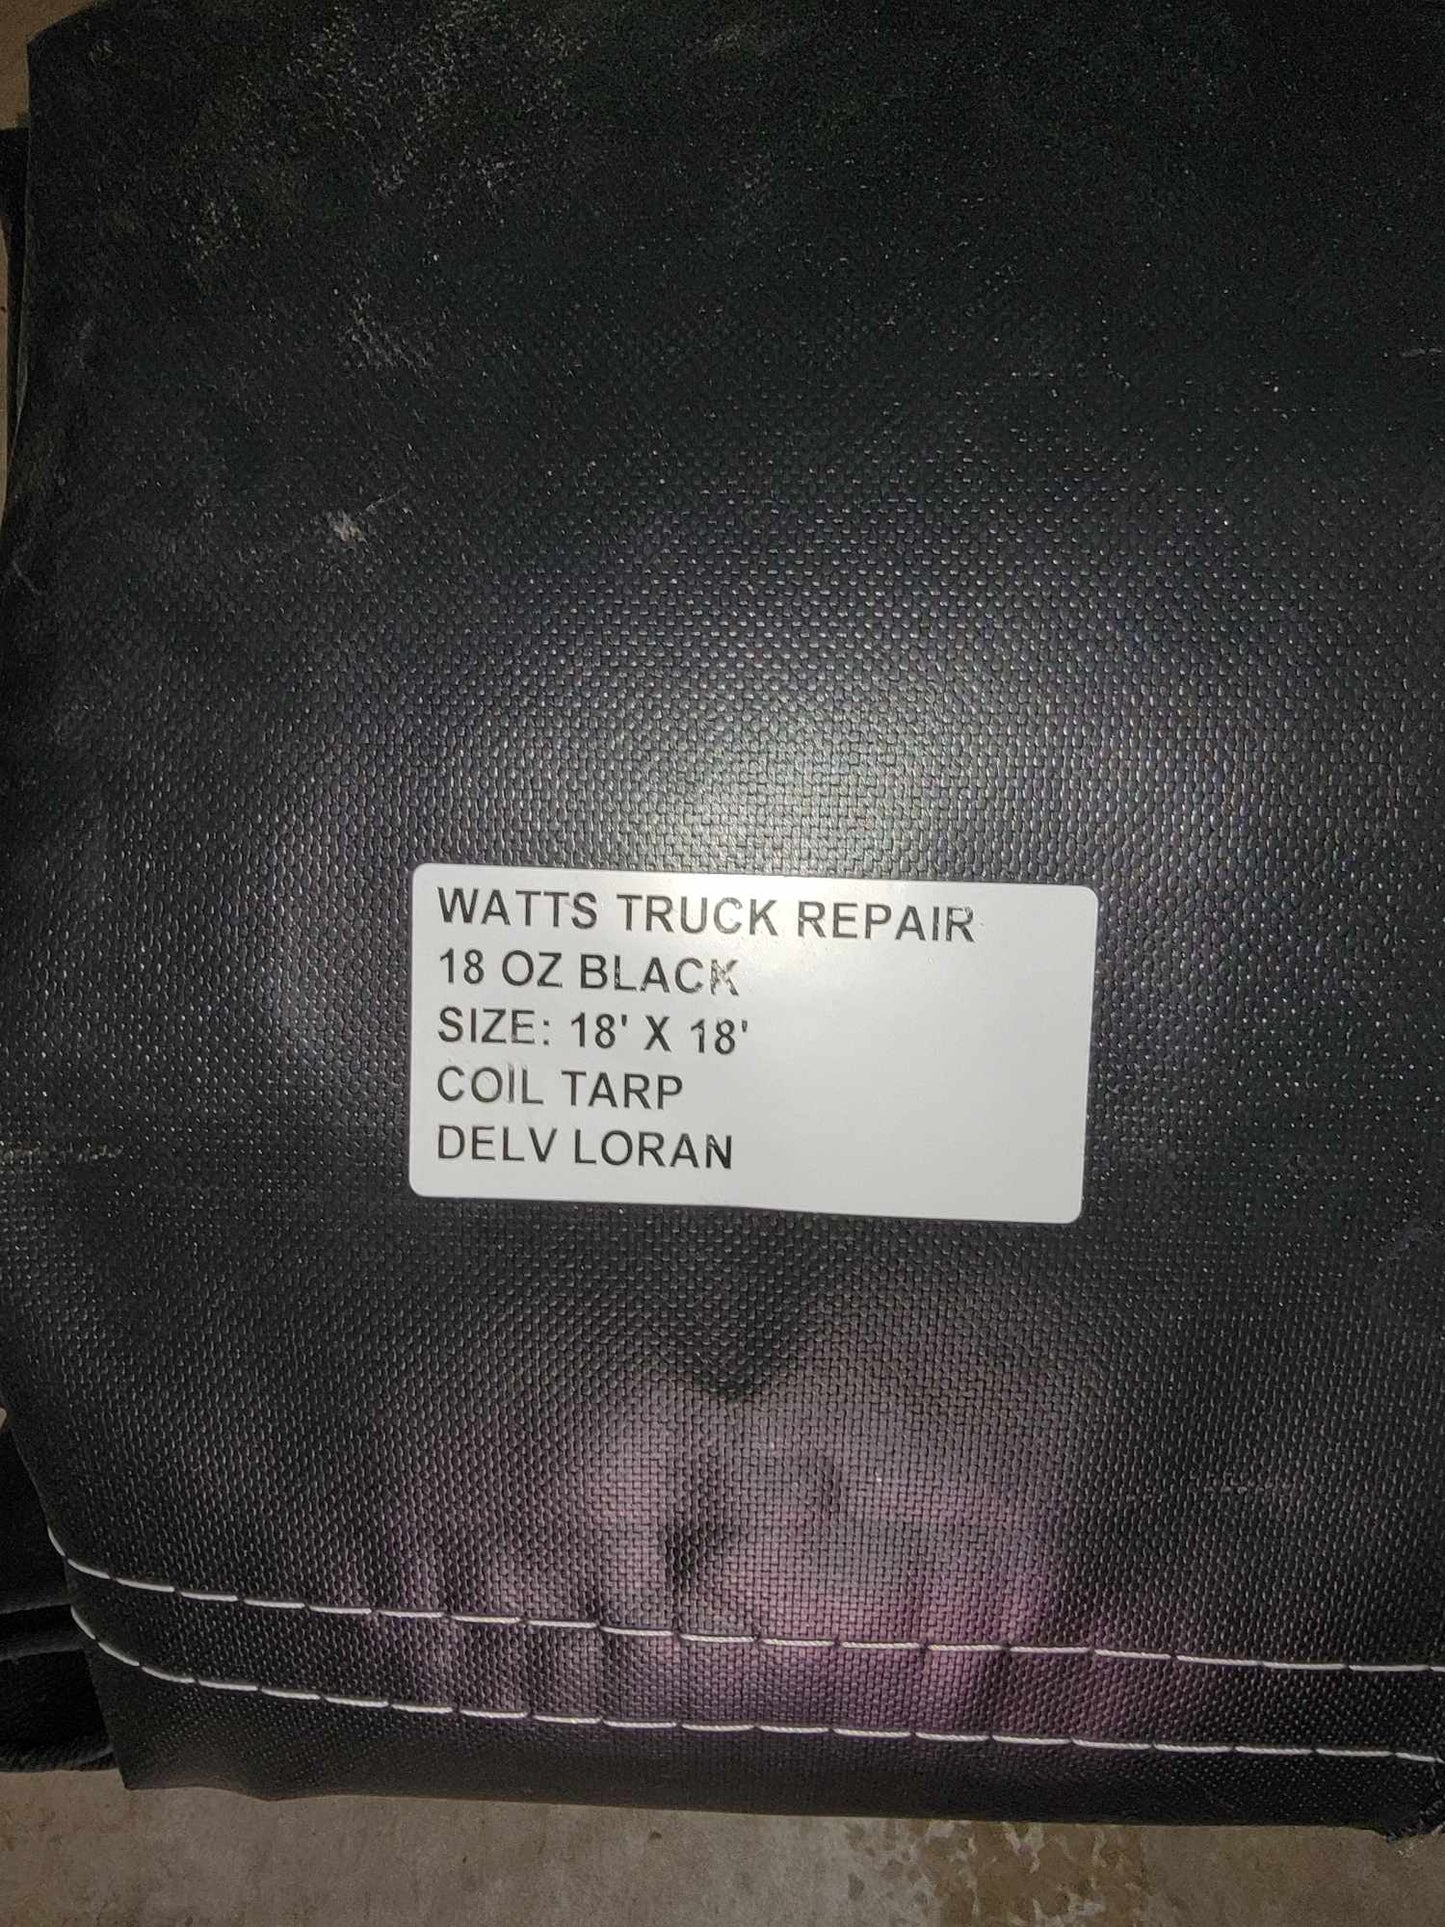 WATTS TRUCK REPAIR
18 OZ BLACK
SIZE: 18' X 18'
COIL TARP
DELV LORAN